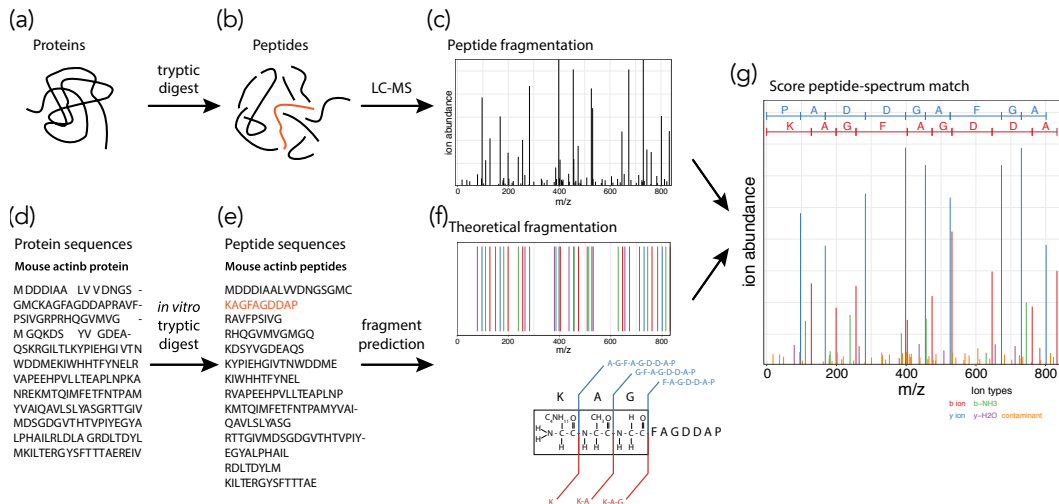 (a)
Proteins
tryptic
digest
(b)
Peptides
LC-MS
(c)
Peptide fragmentation
ion abundance
0 200 400 600 800
m/z
(d)
Protein sequences
Mouse actinb protein
MDDDIAA LV VDNGS -
GMCKAGFAGDDAPRAVF-
PSIVGRPRHQGVMVG -
M GQKDS YV GDEA-
QSKRGILTLKYPIEHGIVTN
WDDMEKIWHHTFYNELR
VAPEEHPVLLTEAPLNPKA
NREKMTQIMFETFNTPAM
YVAIQAVLSLYASGRTTGIV
MDSGDGVTHTVPIYEGYA
LPHAILRLDLA GRDLTDYL
MKILTERGYSFTTTAEREIV
in vitro
tryptic
digest
(e)
Peptide sequences
Mouse actinb peptides
MDDDIAALVVDNGSGMC
KAGFAGDDAP
RAVFPSIVG
RHQGVMVGMGQ
KDSYVGDEAQS
KYPIEHGIVTNWDDME
KIWHHTFYNEL
RVAPEEHPVLLTEAPLNP
KMTQIMFETFNTPAMYVAI-
QAVLSLYASG
RTTGIVMDSGDGVTHTVPIY-
EGYALPHAIL
RDLTDYLM
KILTERGYSFTTTAE
fragment
prediction
(f)
Theoretical fragmentation
0 200 400 600 800
m/z
A-G-F-A-G-D-D-A-P
G-F-A-G-D-D-A-P
F-A-G-D-D-A-P
K A G
C4NH11 O CH3 O H O
H
H N-C-C-N-C-C-N-C-C- FAGDDAP
H H H H H
K K-A K-A-G
(g)
Score peptide-spectrum match
P A D D G A F G A
K A G F A G D D A
ion abundance
0 200 400 600 800
m/z
Ion types
b ion b-NH3
y ion y-H2O contaminant